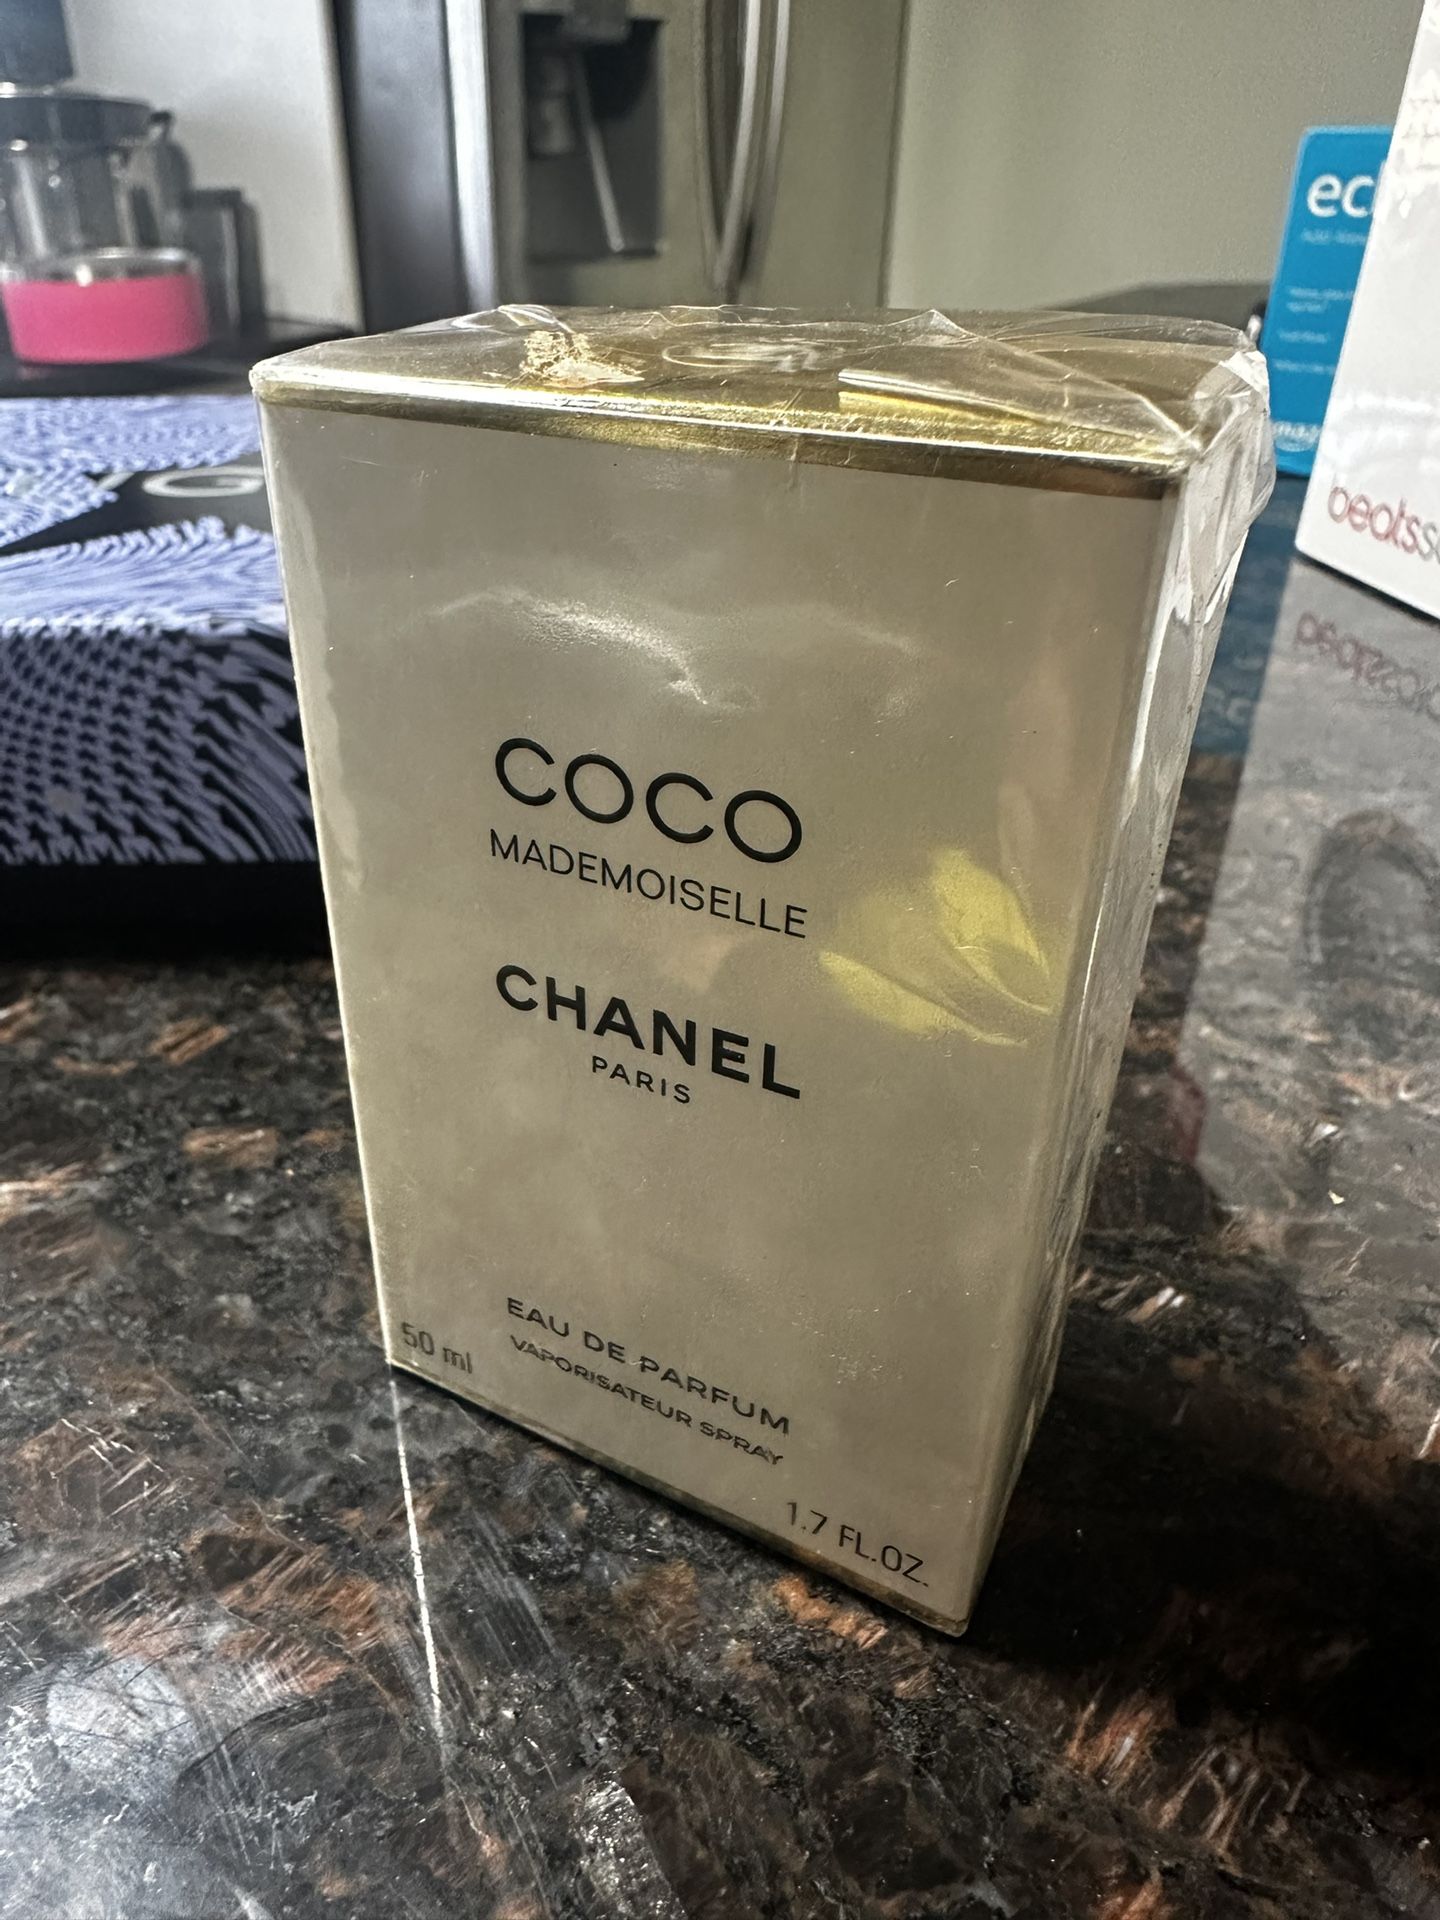 COCO
MADEMOISELLE
CHANEL
PARIS
EAU DE PARFUM
VAPORISATEUR SPRAY
50 ml
1.7 FL.OZ.